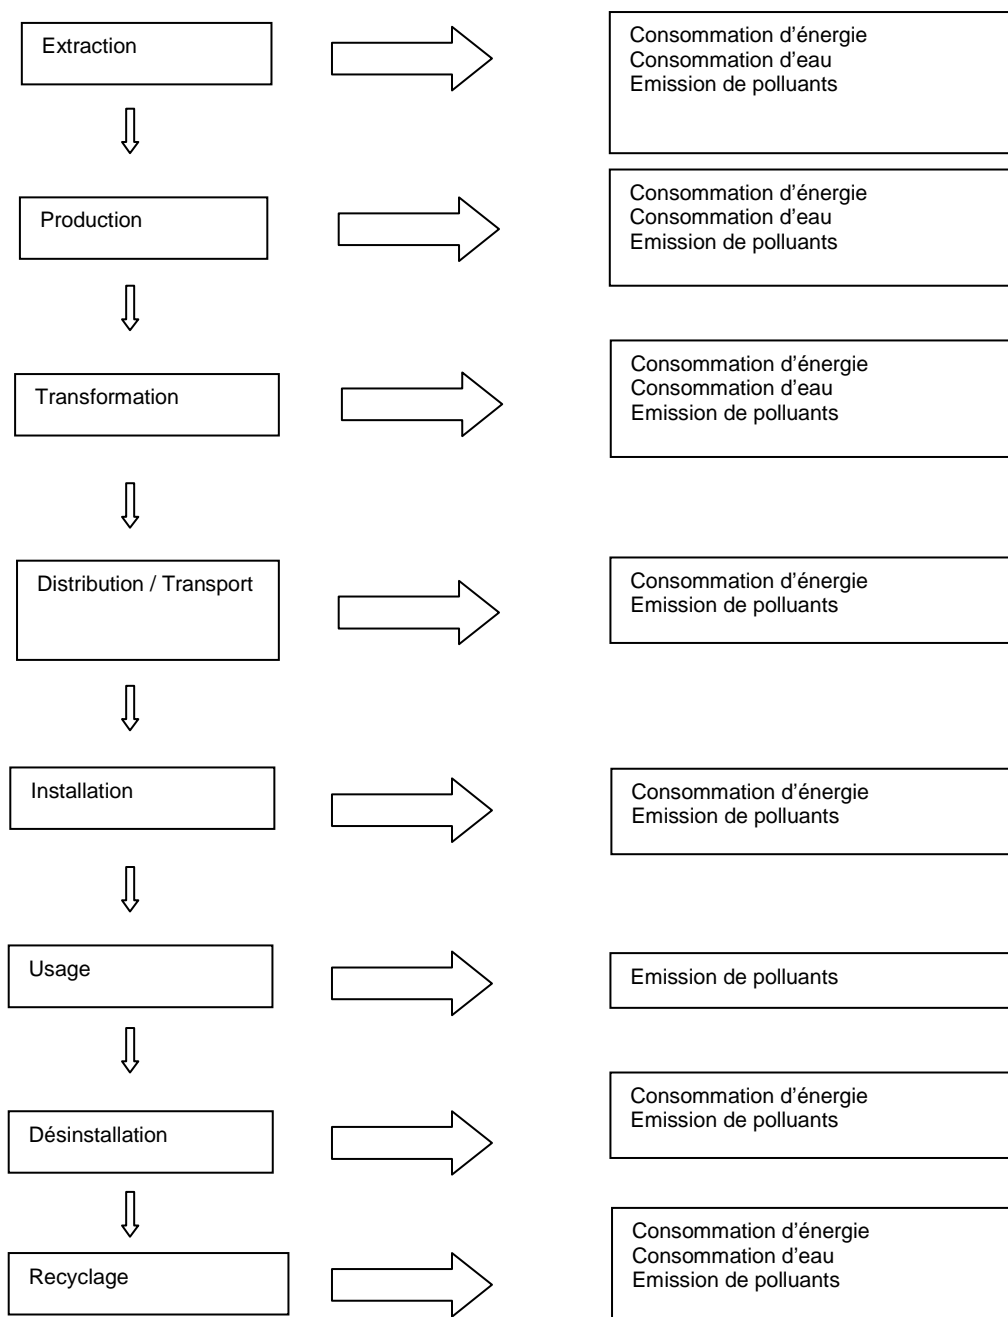 Extraction
Consommation d'énergie
Consommation d'eau
Emission de polluants
Production
Consommation d'énergie
Consommation d'eau
Emission de polluants
Transformation
Consommation d'énergie
Consommation d'eau
Emission de polluants
Distribution / Transport
Consommation d'énergie
Emission de polluants
Installation
Consommation d'énergie
Emission de polluants
Usage
Emission de polluants
Désinstallation
Consommation d'énergie
Emission de polluants
Recyclage
Consommation d'énergie
Consommation d'eau
Emission de polluants